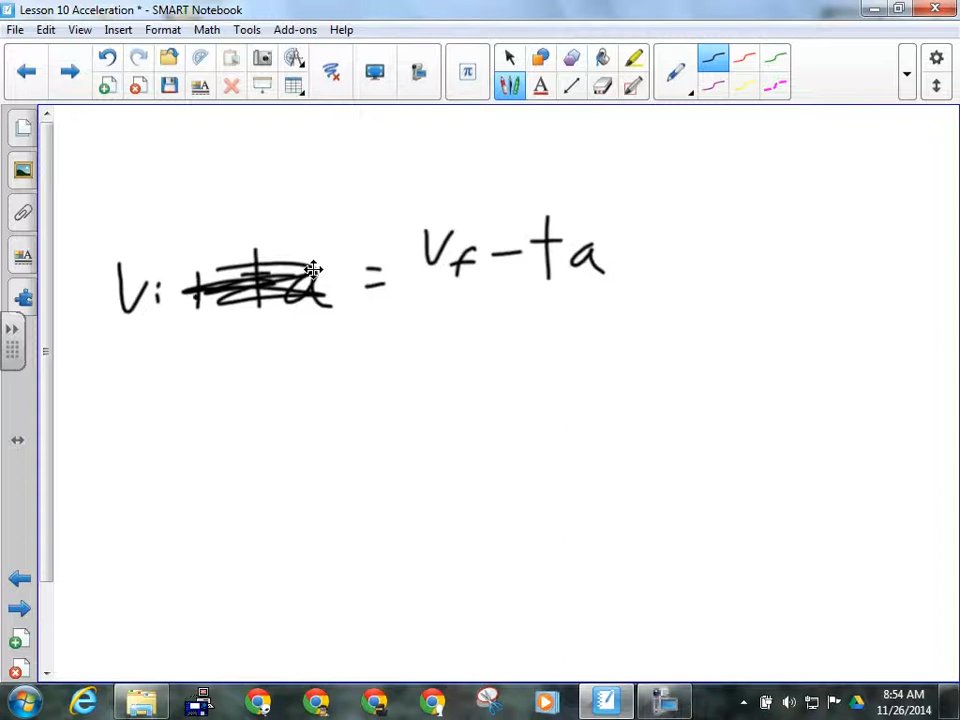 Lesson 10 Acceleration * - SMART Notebook
File Edit View Insert Format Math Tools Add-ons Help
π
A
Vi = Vf - ta
8:54 AM
11/26/2014